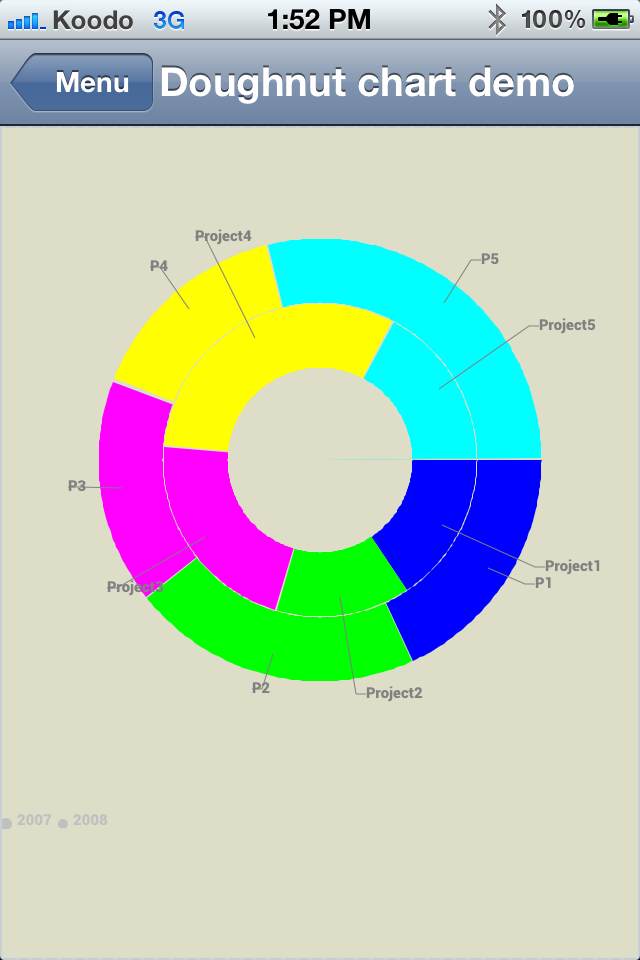 Koodo 3G 1:52 PM 100%
Menu Doughnut chart demo
Project4
P4
P5
Project5
P3
Project3
Project1
P1
P2
Project2
2007 2008